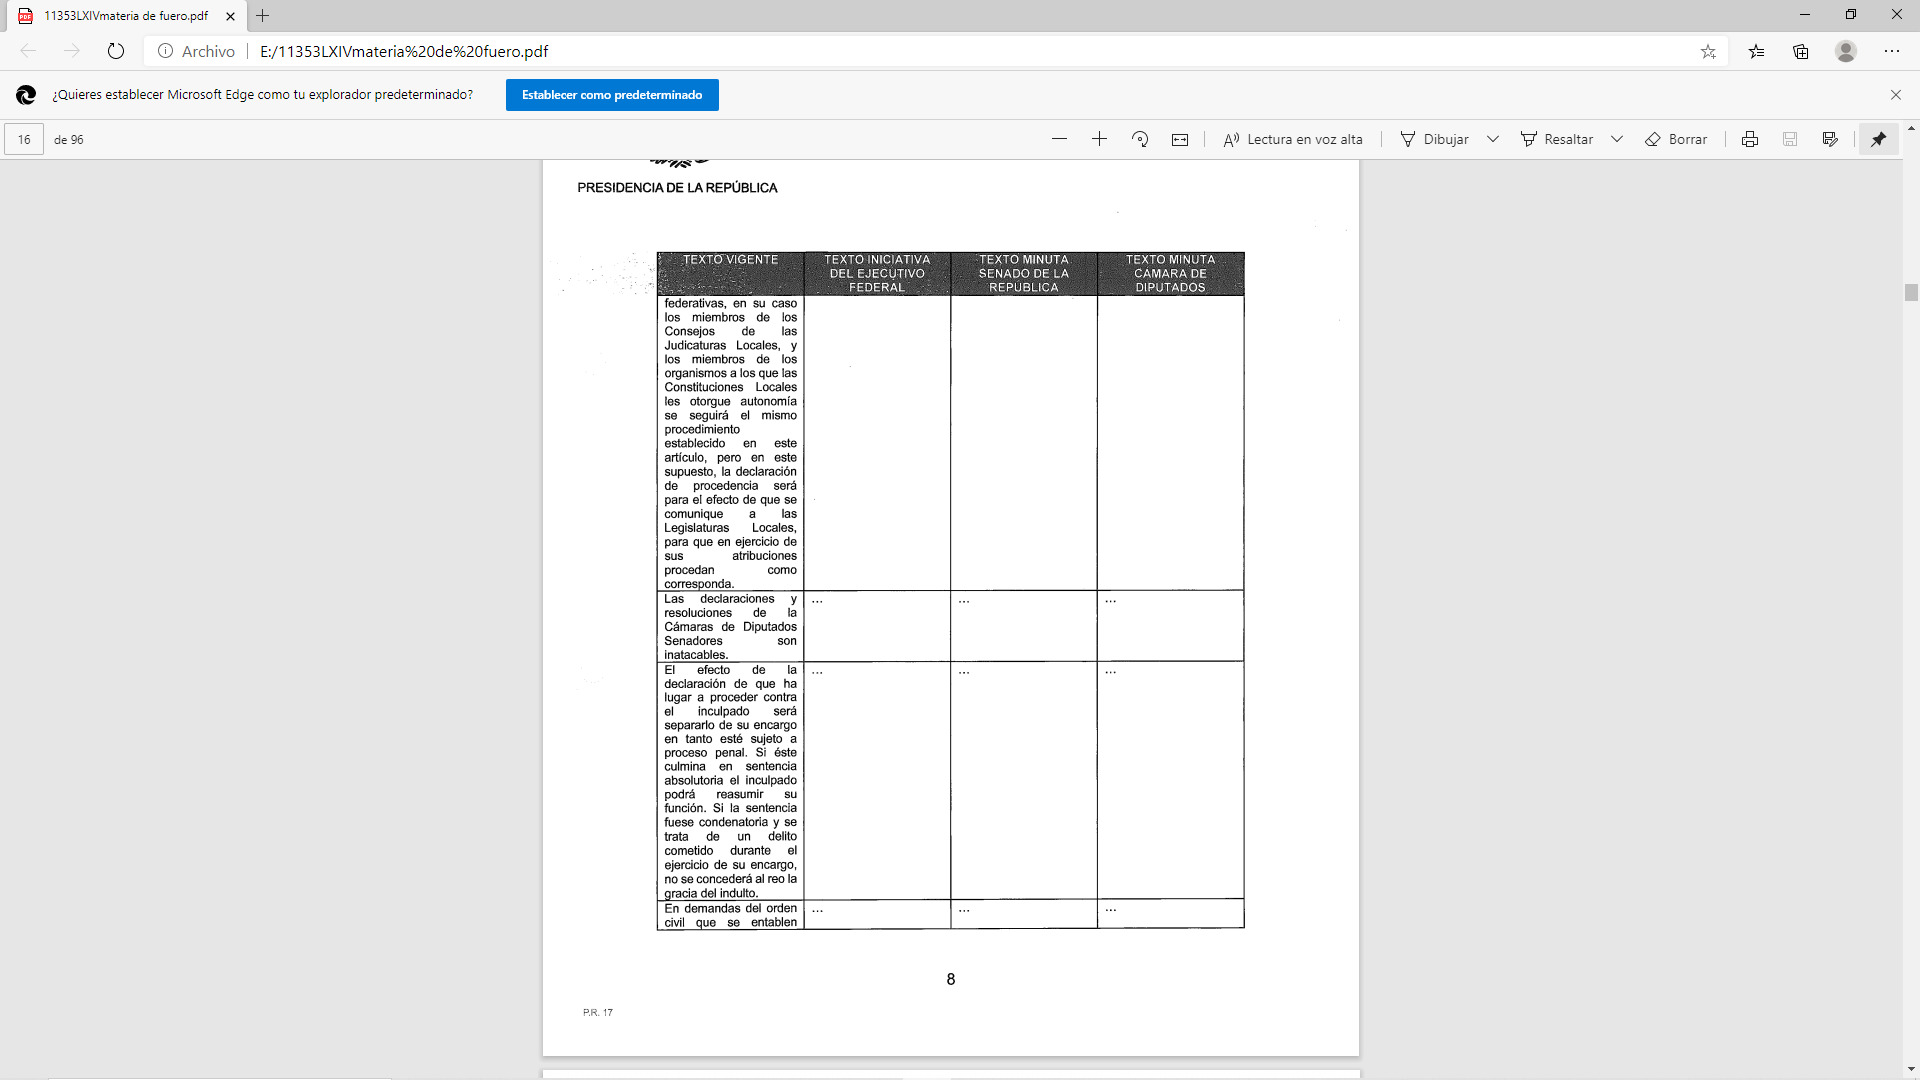 11353LXIVmateria de fuero.pdf
Archivo
E:/11353LXIVmateria%20de%20fuero.pdf
¿Quieres establecer Microsoft Edge como tu explorador predeterminado?
Establecer como predeterminado
16
de 96
Lectura en voz alta
Dibujar
Resaltar
Borrar
PRESIDENCIA DE LA REPÚBLICA
TEXTO VIGENTE
federativas, en su caso
los miembros de los
Consejos de las
Judicaturas Locales, y
los miembros de los
organismos a los que las
Constituciones Locales
les otorgue autonomía
se seguirá el mismo
procedimiento
establecido en este
artículo, pero en este
supuesto, la declaración
de procedencia será
para el efecto de que se
comunique a las
Legislaturas Locales,
para que en ejercicio de
sus atribuciones
procedan como
corresponda.
Las declaraciones y
resoluciones de la
Cámaras de Diputados
Senadores son
inatacables.
El efecto de la
declaración de que ha
lugar a proceder contra
el inculpado será
separarlo de su encargo
en tanto esté sujeto a
proceso penal. Si éste
culmina en sentencia
absolutoria el inculpado
podrá reasumir su
función. Si la sentencia
fuese condenatoria y se
trata de un delito
cometido durante el
ejercicio de su encargo,
no se concederá al reo la
gracia del indulto.
En demandas del orden
civil que se entablen
TEXTO INICIATIVA
DEL EJECUTIVO
FEDERAL
...
...
...
TEXTO MINUTA
SENADO DE LA
REPÚBLICA
...
...
...
TEXTO MINUTA
CÁMARA DE
DIPUTADOS
...
...
...
8
P.R. 17